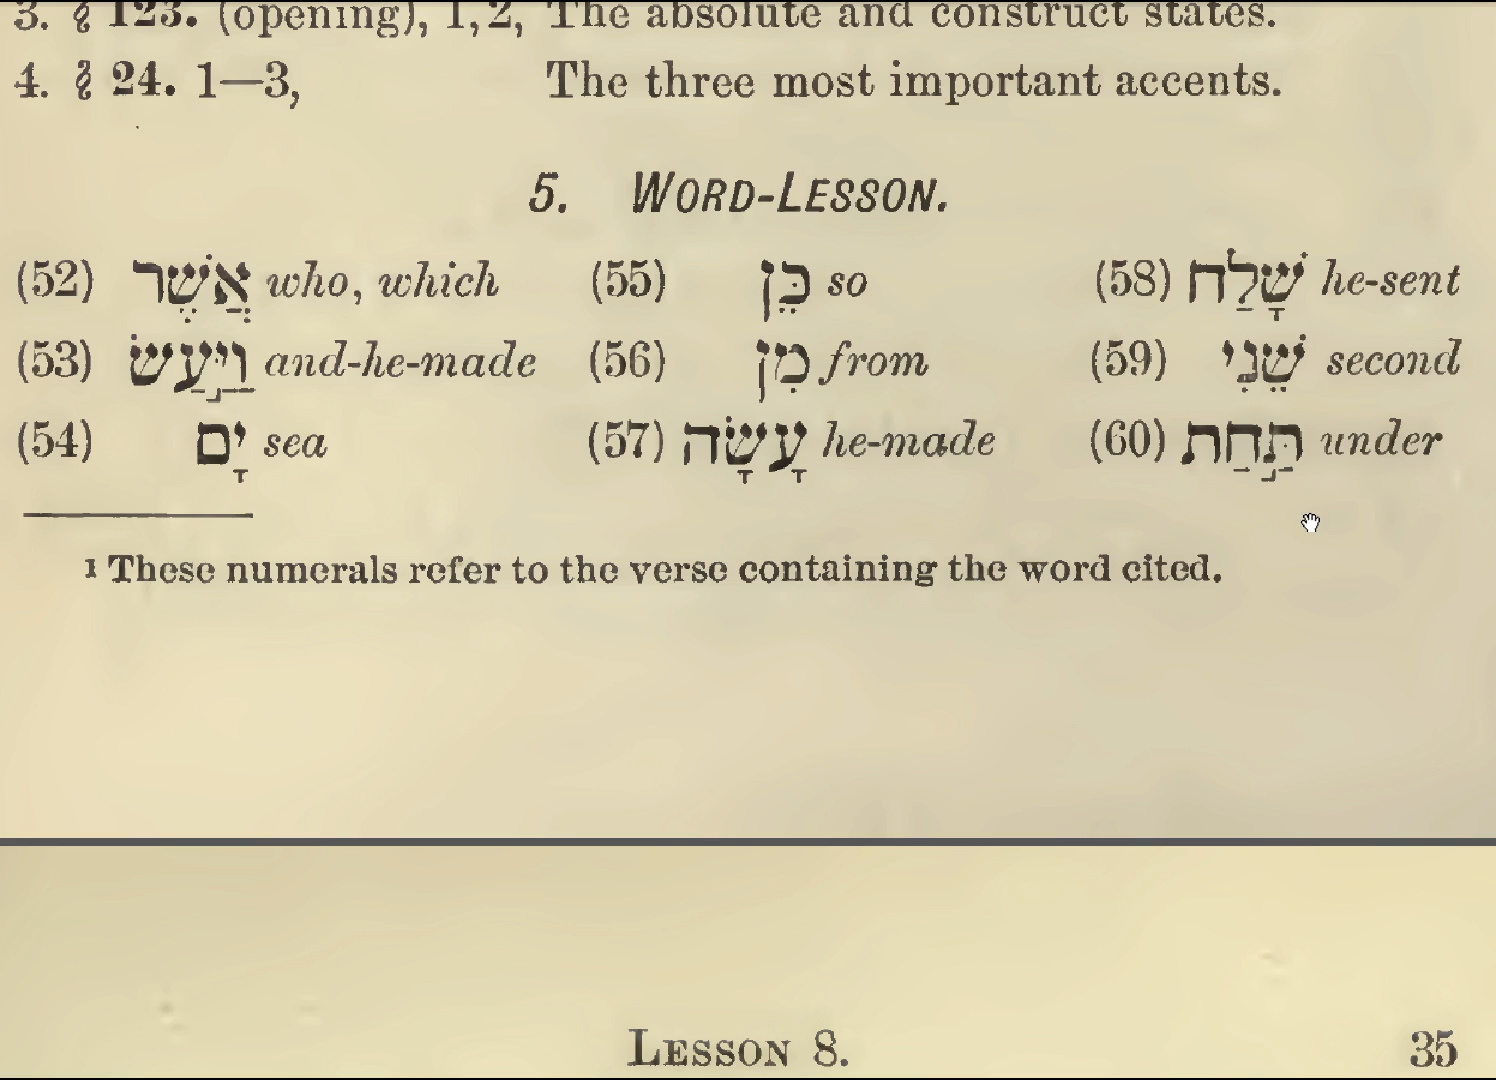 3. § 123. (opening), 1, 2, The absolute and construct states.
4. § 24. 1—3, The three most important accents.
5. WORD-LESSON.
(52) אֲשֶׁר who, which (55) כֵּן so (58) שָׁלַח he-sent
(53) וַיַּ֫עַשׂ and-he-made (56) מִן from (59) שֵׁנִי second
(54) יָם sea (57) עָשָׂה he-made (60) תַּ֫חַת under
1 These numerals refer to the verse containing the word cited.
LESSON 8. 35